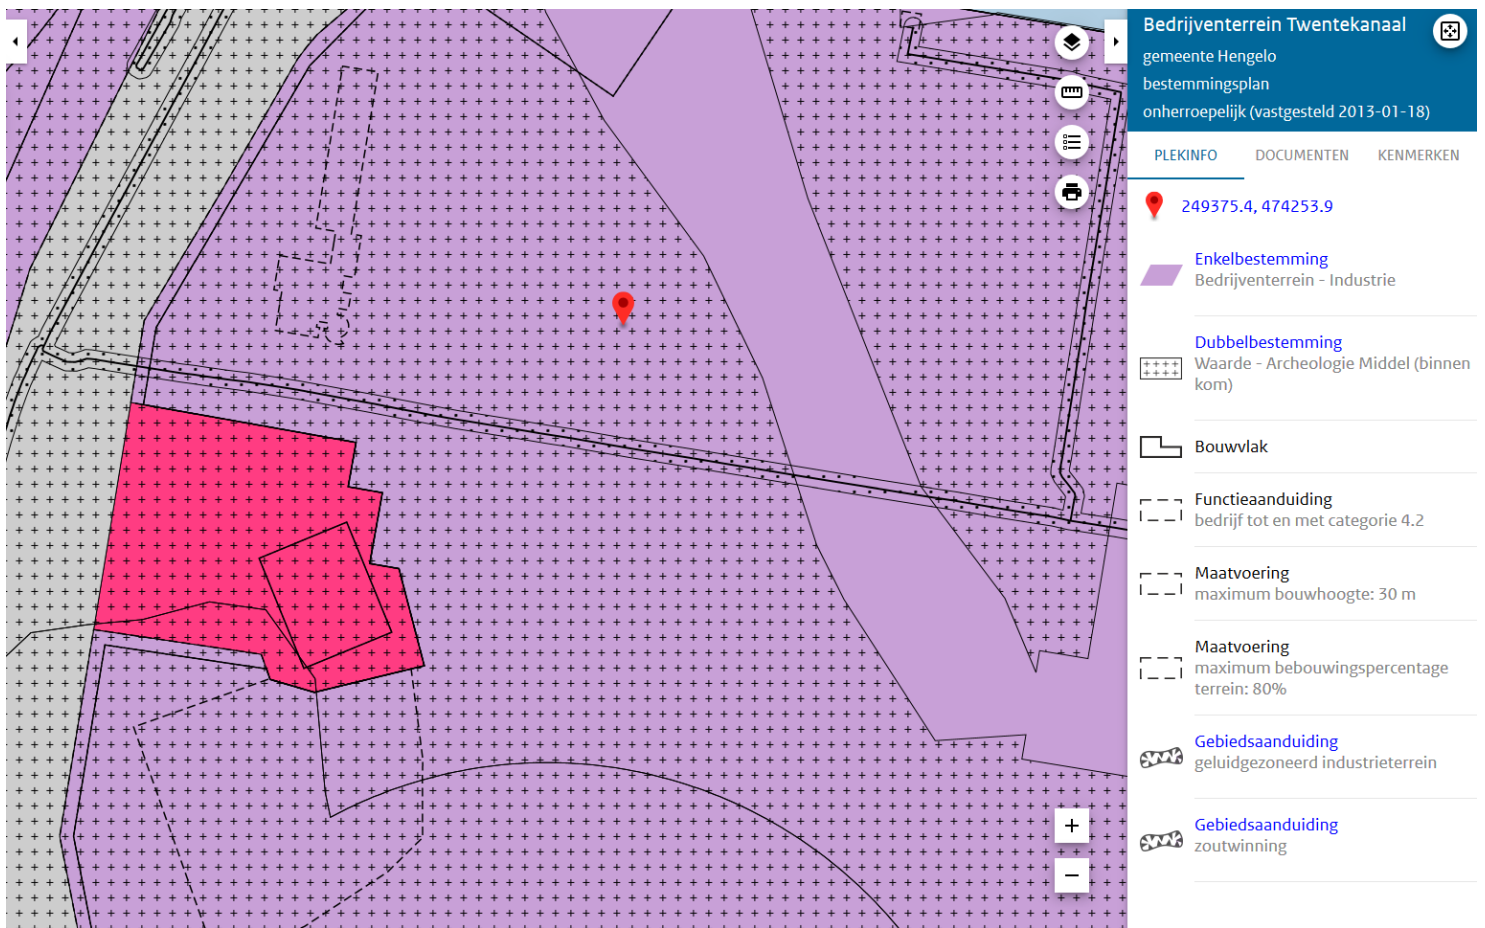 Bedrijventerrein Twentekanaal
gemeente Hengelo
bestemmingsplan
onherroepelijk (vastgesteld 2013-01-18)
PLEKINFO DOCUMENTEN KENMERKEN
249375.4, 474253.9
Enkelbestemming
Bedrijventerrein - Industrie
Dubbelbestemming
Waarde - Archeologie Middel (binnen
kom)
Bouwvlak
Functieaanduiding
bedrijf tot en met categorie 4.2
Maatvoering
maximum bouwhoogte: 30 m
Maatvoering
maximum bebouwingspercentage
terrein: 80%
Gebiedsaanduiding
geluidgezoneerd industrieterrein
Gebiedsaanduiding
zoutwinning